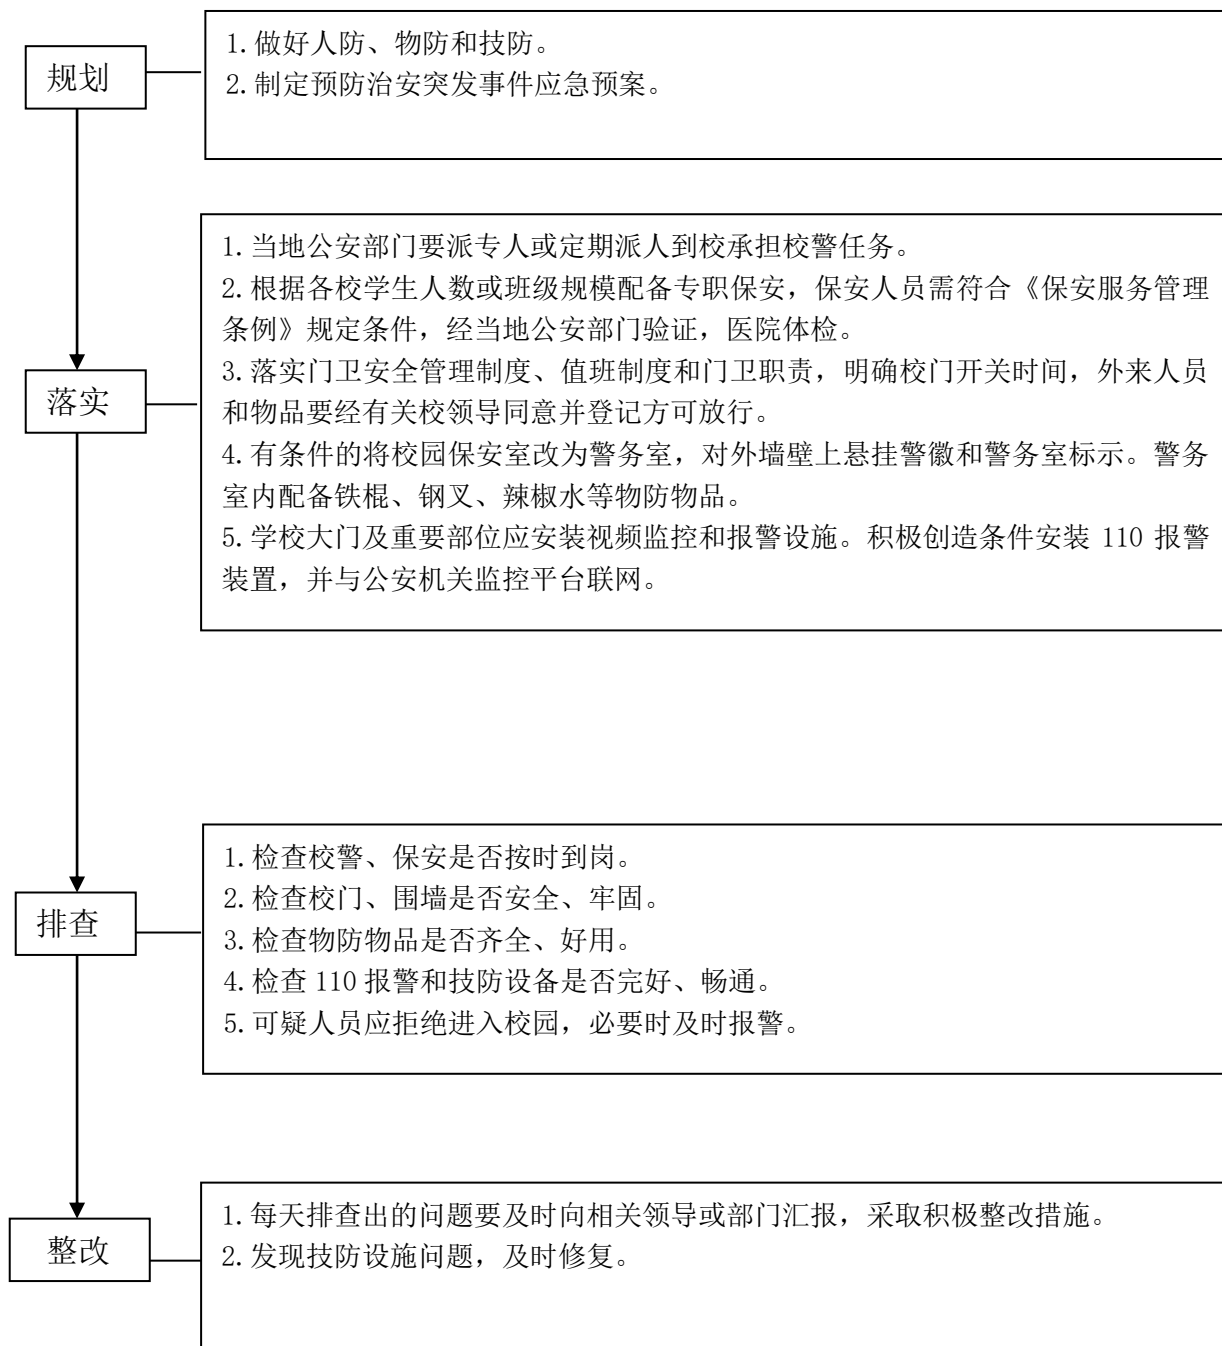 规划
1.做好人防、物防和技防。
2.制定预防治安突发事件应急预案。
落实
1.当地公安部门要派专人或定期派人到校承担校警任务。
2.根据各校学生人数或班级规模配备专职保安，保安人员需符合《保安服务管理
条例》规定条件，经当地公安部门验证，医院体检。
3.落实门卫安全管理制度、值班制度和门卫职责，明确校门开关时间，外来人员
和物品要经有关校领导同意并登记方可放行。
4.有条件的将校园保安室改为警务室，对外墙壁上悬挂警徽和警务室标示。警务
室内配备铁棍、钢叉、辣椒水等物防物品。
5.学校大门及重要部位应安装视频监控和报警设施。积极创造条件安装 110 报警
装置，并与公安机关监控平台联网。
排查
1.检查校警、保安是否按时到岗。
2.检查校门、围墙是否安全、牢固。
3.检查物防物品是否齐全、好用。
4.检查 110 报警和技防设备是否完好、畅通。
5.可疑人员应拒绝进入校园，必要时及时报警。
整改
1.每天排查出的问题要及时向相关领导或部门汇报，采取积极整改措施。
2.发现技防设施问题，及时修复。